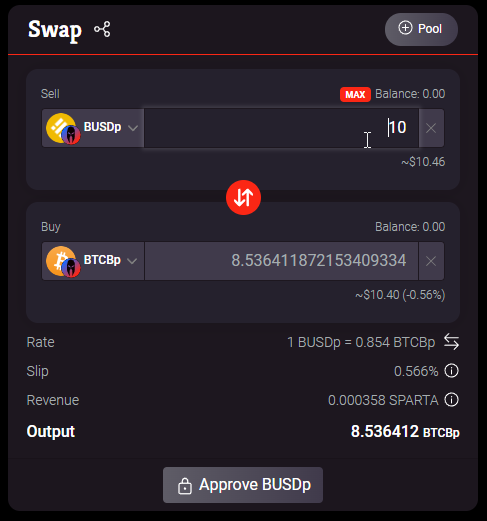 Swap
Pool
Sell
MAX Balance: 0.00
BUSDp
10
~$10.46
Buy
Balance: 0.00
BTCBp
8.536411872153409334
~$10.40 (-0.56%)
Rate
1 BUSDp = 0.854 BTCBp
Slip
0.566%
Revenue
0.000358 SPARTA
Output
8.536412 BTCBp
Approve BUSDp